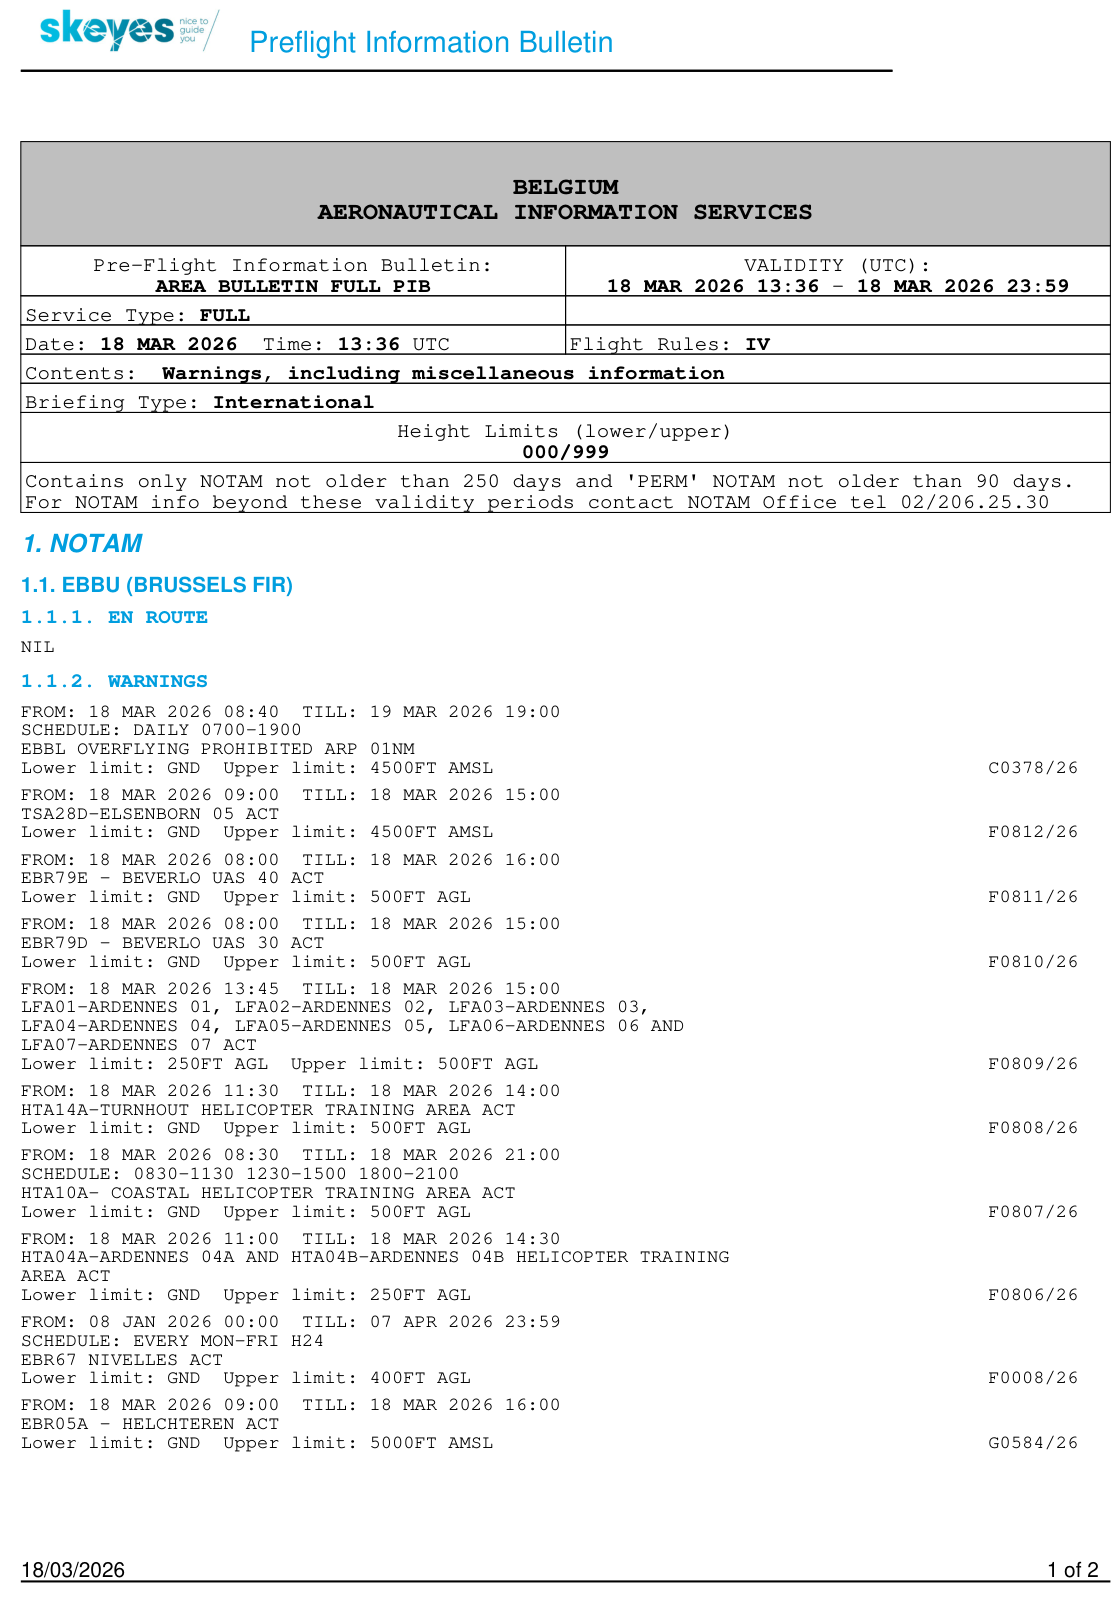 skeyes nice to guide you
Preflight Information Bulletin
BELGIUM
AERONAUTICAL INFORMATION SERVICES
Pre-Flight Information Bulletin:
AREA BULLETIN FULL PIB
VALIDITY (UTC):
18 MAR 2026 13:36 - 18 MAR 2026 23:59
Service Type: FULL
Date: 18 MAR 2026  Time: 13:36 UTC
Flight Rules: IV
Contents:  Warnings, including miscellaneous information
Briefing Type: International
Height Limits (lower/upper)
000/999
Contains only NOTAM not older than 250 days and 'PERM' NOTAM not older than 90 days.
For NOTAM info beyond these validity periods contact NOTAM Office tel 02/206.25.30
1. NOTAM
1.1. EBBU (BRUSSELS FIR)
1.1.1. EN ROUTE
NIL
1.1.2. WARNINGS
FROM: 18 MAR 2026 08:40  TILL: 19 MAR 2026 19:00
SCHEDULE: DAILY 0700-1900
EBBL OVERFLYING PROHIBITED ARP 01NM
Lower limit: GND  Upper limit: 4500FT AMSL C0378/26
FROM: 18 MAR 2026 09:00  TILL: 18 MAR 2026 15:00
TSA28D-ELSENBORN 05 ACT
Lower limit: GND  Upper limit: 4500FT AMSL F0812/26
FROM: 18 MAR 2026 08:00  TILL: 18 MAR 2026 16:00
EBR79E - BEVERLO UAS 40 ACT
Lower limit: GND  Upper limit: 500FT AGL F0811/26
FROM: 18 MAR 2026 08:00  TILL: 18 MAR 2026 15:00
EBR79D - BEVERLO UAS 30 ACT
Lower limit: GND  Upper limit: 500FT AGL F0810/26
FROM: 18 MAR 2026 13:45  TILL: 18 MAR 2026 15:00
LFA01-ARDENNES 01, LFA02-ARDENNES 02, LFA03-ARDENNES 03,
LFA04-ARDENNES 04, LFA05-ARDENNES 05, LFA06-ARDENNES 06 AND
LFA07-ARDENNES 07 ACT
Lower limit: 250FT AGL  Upper limit: 500FT AGL F0809/26
FROM: 18 MAR 2026 11:30  TILL: 18 MAR 2026 14:00
HTA14A-TURNHOUT HELICOPTER TRAINING AREA ACT
Lower limit: GND  Upper limit: 500FT AGL F0808/26
FROM: 18 MAR 2026 08:30  TILL: 18 MAR 2026 21:00
SCHEDULE: 0830-1130 1230-1500 1800-2100
HTA10A- COASTAL HELICOPTER TRAINING AREA ACT
Lower limit: GND  Upper limit: 500FT AGL F0807/26
FROM: 18 MAR 2026 11:00  TILL: 18 MAR 2026 14:30
HTA04A-ARDENNES 04A AND HTA04B-ARDENNES 04B HELICOPTER TRAINING
AREA ACT
Lower limit: GND  Upper limit: 250FT AGL F0806/26
FROM: 08 JAN 2026 00:00  TILL: 07 APR 2026 23:59
SCHEDULE: EVERY MON-FRI H24
EBR67 NIVELLES ACT
Lower limit: GND  Upper limit: 400FT AGL F0008/26
FROM: 18 MAR 2026 09:00  TILL: 18 MAR 2026 16:00
EBR05A - HELCHTEREN ACT
Lower limit: GND  Upper limit: 5000FT AMSL G0584/26
18/03/2026 1 of 2